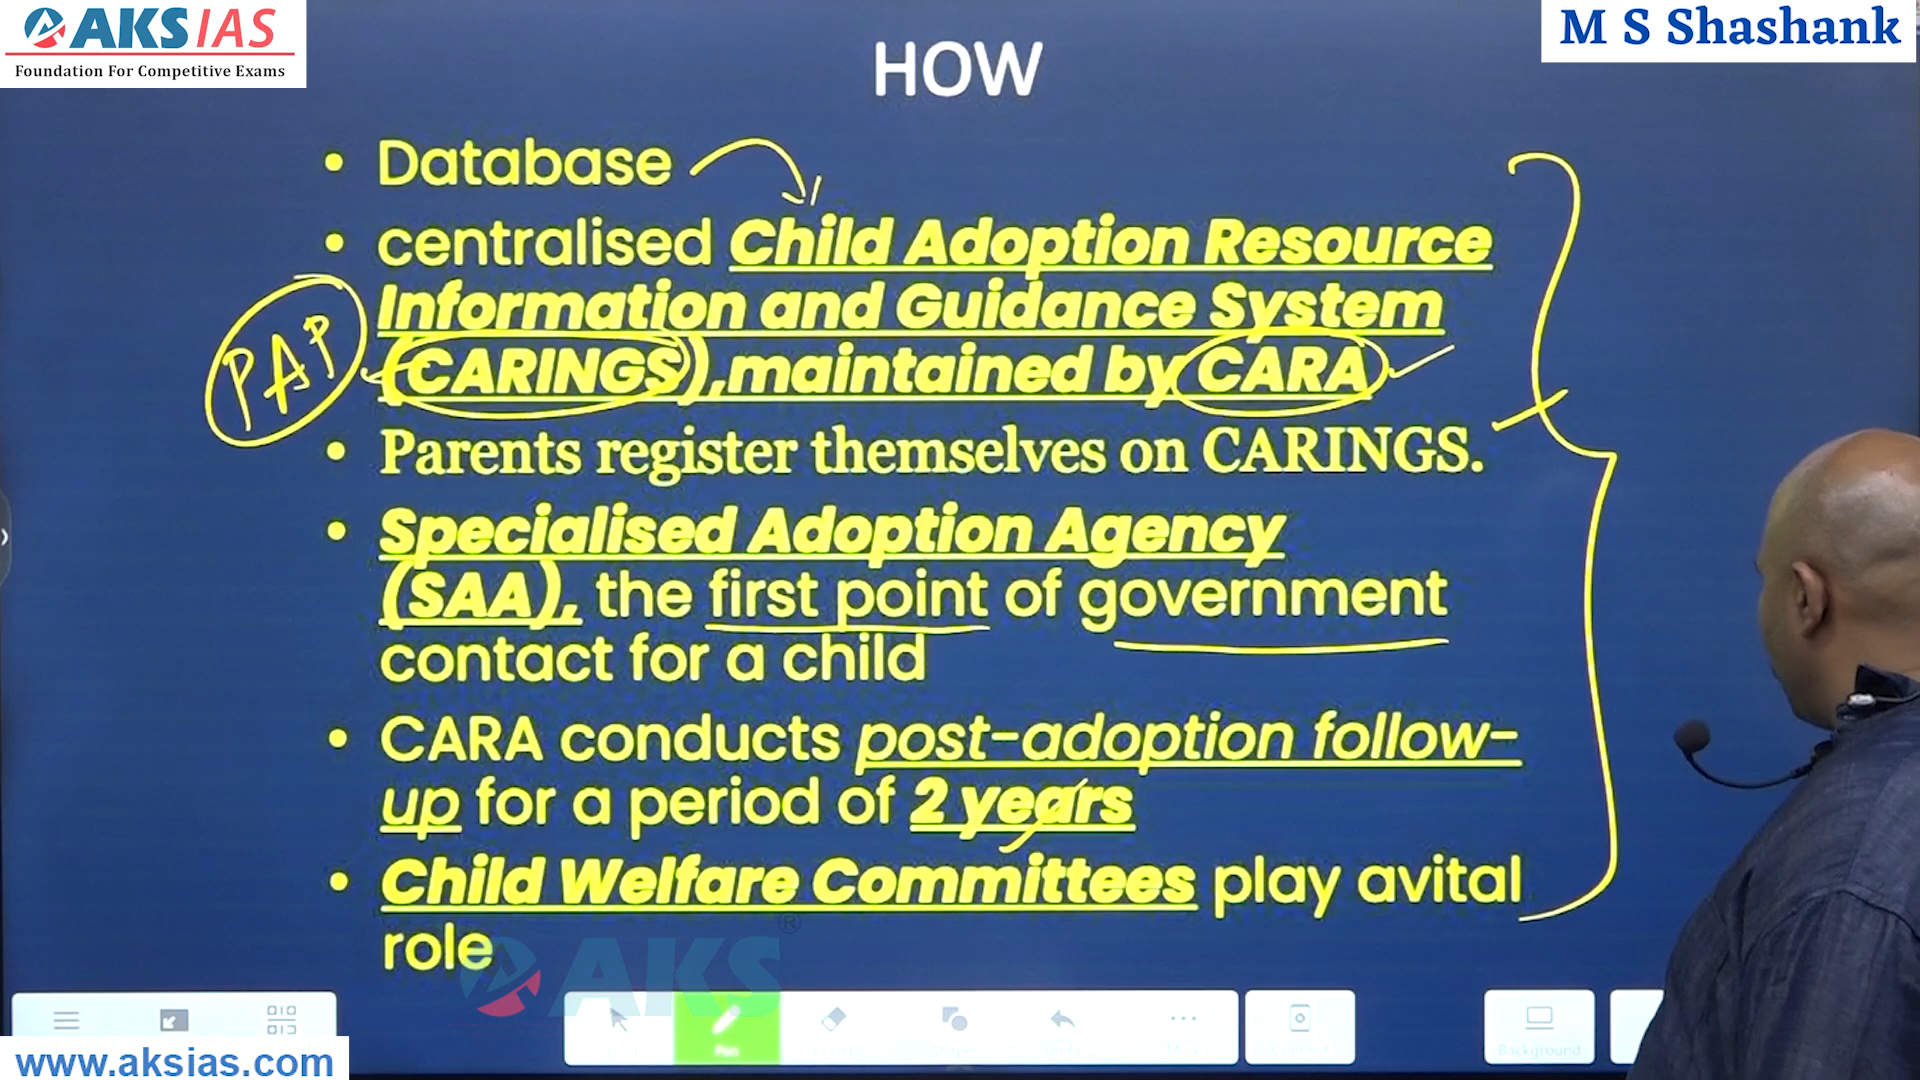 AKS IAS
Foundation For Competitive Exams
M S Shashank
HOW
• Database
• centralised Child Adoption Resource
Information and Guidance System
(CARINGS),maintained by CARA
PAP
• Parents register themselves on CARINGS.
• Specialised Adoption Agency
(SAA), the first point of government
contact for a child
• CARA conducts post-adoption follow-
up for a period of 2 years
• Child Welfare Committees play avital
role
AKS
®
Pen
Background
www.aksias.com